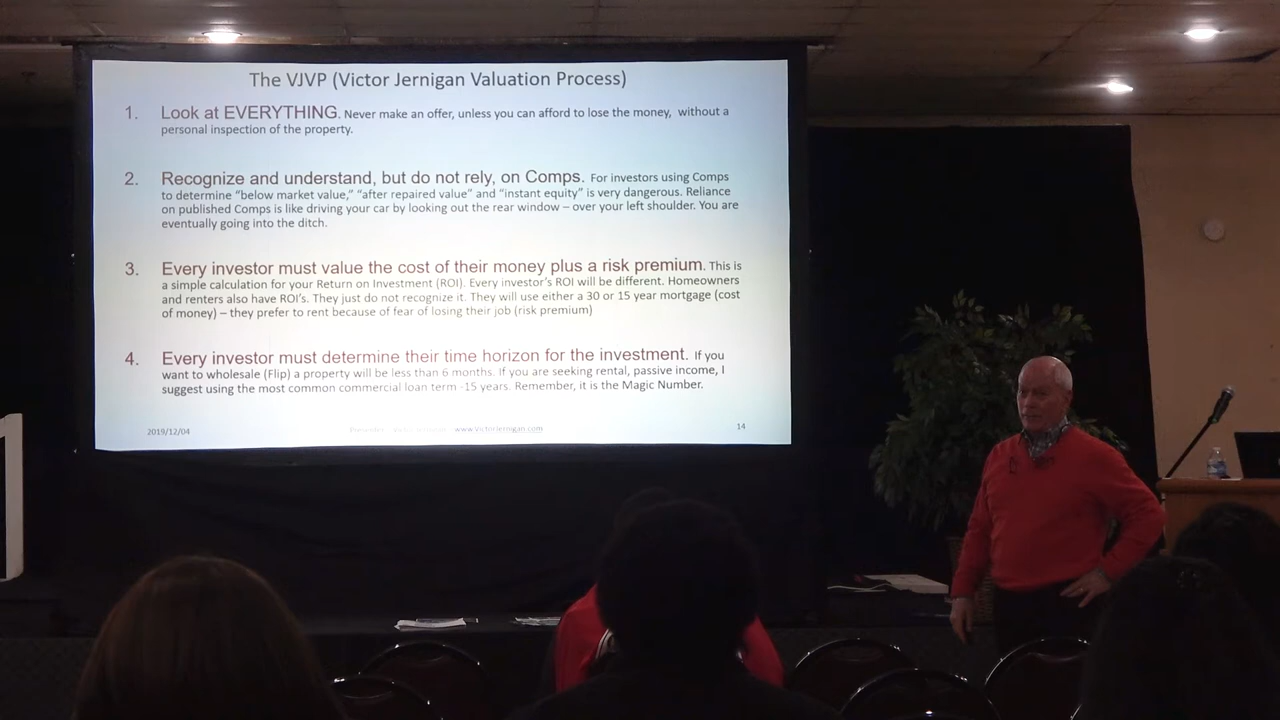 The VJVP (Victor Jernigan Valuation Process)
1. Look at EVERYTHING. Never make an offer, unless you can afford to lose the money, without a
personal inspection of the property.
2. Recognize and understand, but do not rely, on Comps. For investors using Comps
to determine “below market value,” “after repaired value” and “instant equity” is very dangerous. Reliance
on published Comps is like driving your car by looking out the rear window – over your left shoulder. You are
eventually going into the ditch.
3. Every investor must value the cost of their money plus a risk premium. This is
a simple calculation for your Return on Investment (ROI). Every investor’s ROI will be different. Homeowners
and renters also have ROI’s. They just do not recognize it. They will use either a 30 or 15 year mortgage (cost
of money) – they prefer to rent because of fear of losing their job (risk premium)
4. Every investor must determine their time horizon for the investment. If you
want to wholesale (Flip) a property will be less than 6 months. If you are seeking rental, passive income, I
suggest using the most common commercial loan term -15 years. Remember, it is the Magic Number.
2019/12/04
www.victorjernigan.com
14